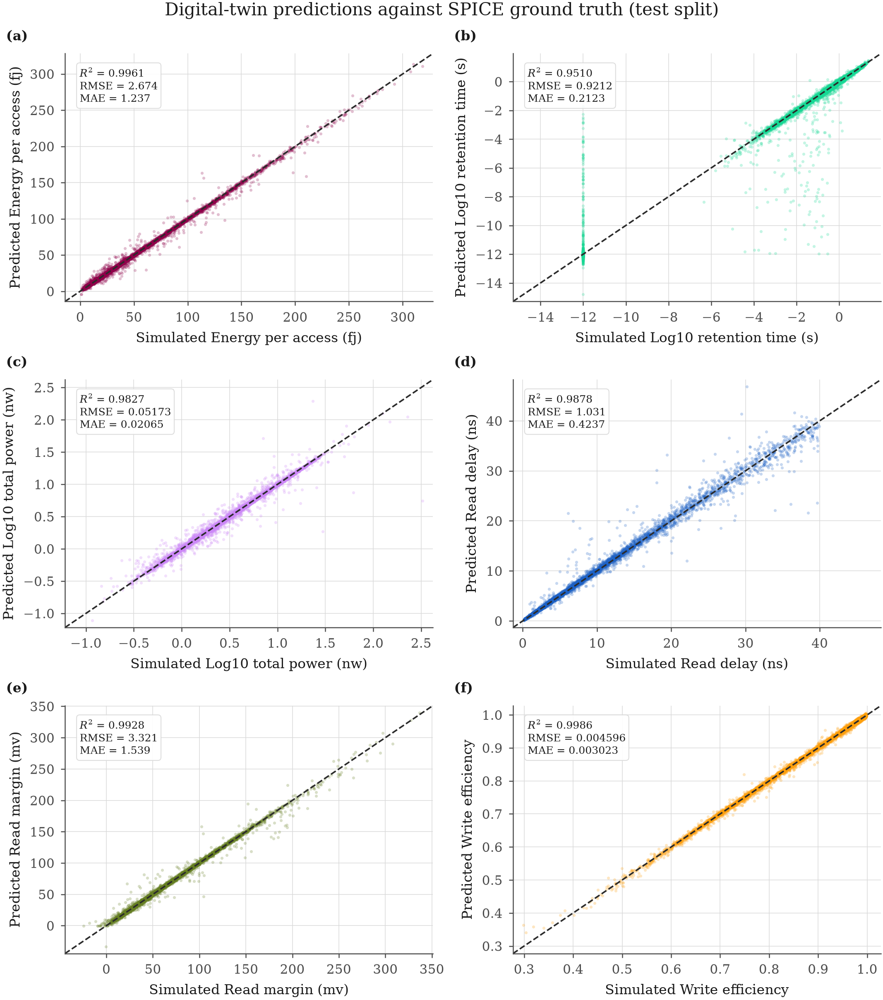 Digital-twin predictions against SPICE ground truth (test split)
(a)
R² = 0.9961
RMSE = 2.674
MAE = 1.237
Predicted Energy per access (fj)
300
250
200
150
100
50
0
0 50 100 150 200 250 300
Simulated Energy per access (fj)
(b)
R² = 0.9510
RMSE = 0.9212
MAE = 0.2123
Predicted Log10 retention time (s)
0
−2
−4
−6
−8
−10
−12
−14
−14 −12 −10 −8 −6 −4 −2 0
Simulated Log10 retention time (s)
(c)
R² = 0.9827
RMSE = 0.05173
MAE = 0.02065
Predicted Log10 total power (nw)
2.5
2.0
1.5
1.0
0.5
0.0
−0.5
−1.0
−1.0 −0.5 0.0 0.5 1.0 1.5 2.0 2.5
Simulated Log10 total power (nw)
(d)
R² = 0.9878
RMSE = 1.031
MAE = 0.4237
Predicted Read delay (ns)
40
30
20
10
0
0 10 20 30 40
Simulated Read delay (ns)
(e)
R² = 0.9928
RMSE = 3.321
MAE = 1.539
Predicted Read margin (mv)
350
300
250
200
150
100
50
0
0 50 100 150 200 250 300 350
Simulated Read margin (mv)
(f)
R² = 0.9986
RMSE = 0.004596
MAE = 0.003023
Predicted Write efficiency
1.0
0.9
0.8
0.7
0.6
0.5
0.4
0.3
0.3 0.4 0.5 0.6 0.7 0.8 0.9 1.0
Simulated Write efficiency